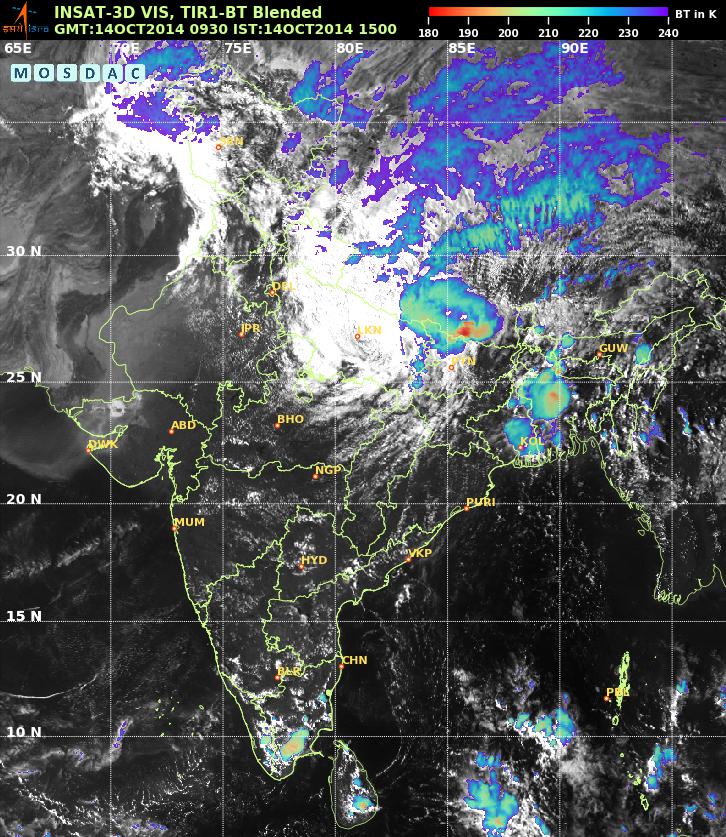 INSAT-3D VIS, TIR1-BT Blended
GMT:14OCT2014 0930 IST:14OCT2014 1500
BT in K
180 190 200 210 220 230 240
65E 70E 75E 80E 85E 90E
MOSDAC
SRN
30 N
DEL
JPR
LKN
GUW
PTN
25 N
ABD
BHO
DWK
KOL
NGP
20 N
PURI
MUM
VKP
HYD
15 N
CHN
BLR
PBL
10 N